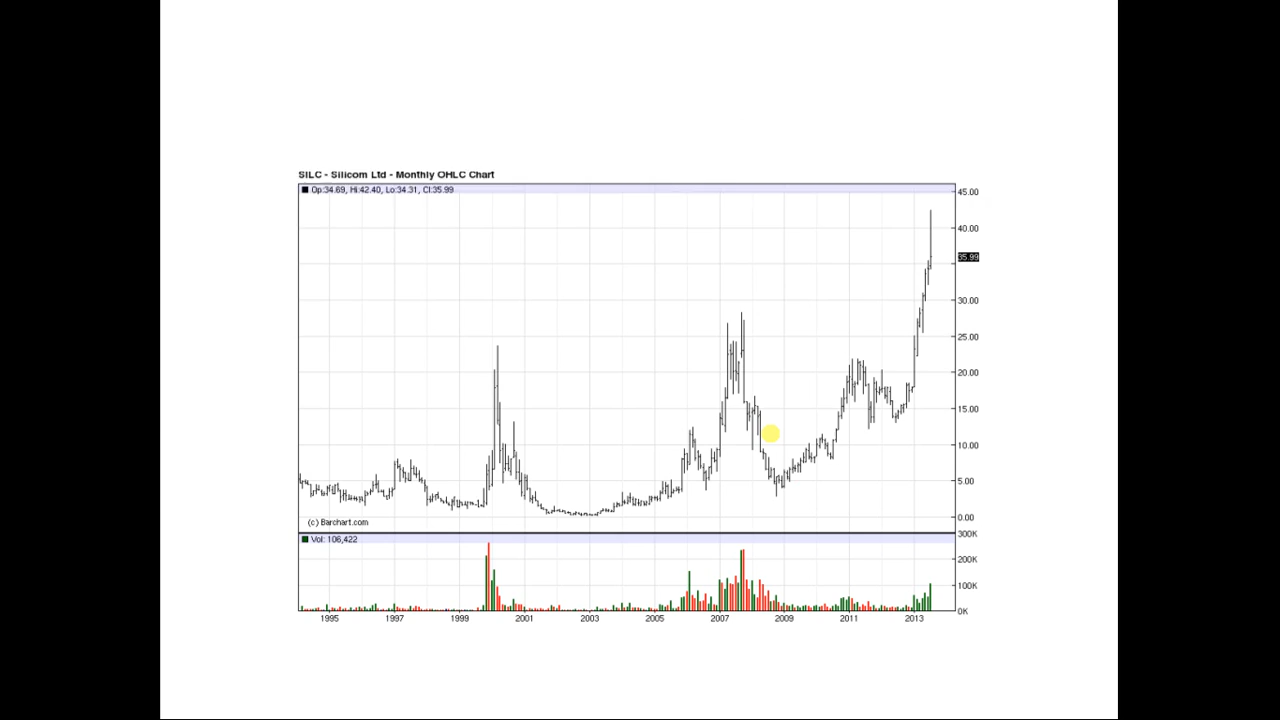 SILC - Silicom Ltd - Monthly OHLC Chart
Op:34.69, Hi:42.40, Lo:34.31, Cl:35.99
45.00
40.00
35.99
30.00
25.00
20.00
15.00
10.00
5.00
0.00
(c) Barchart.com
Vol: 106,422
300K
200K
100K
0K
1995 1997 1999 2001 2003 2005 2007 2009 2011 2013